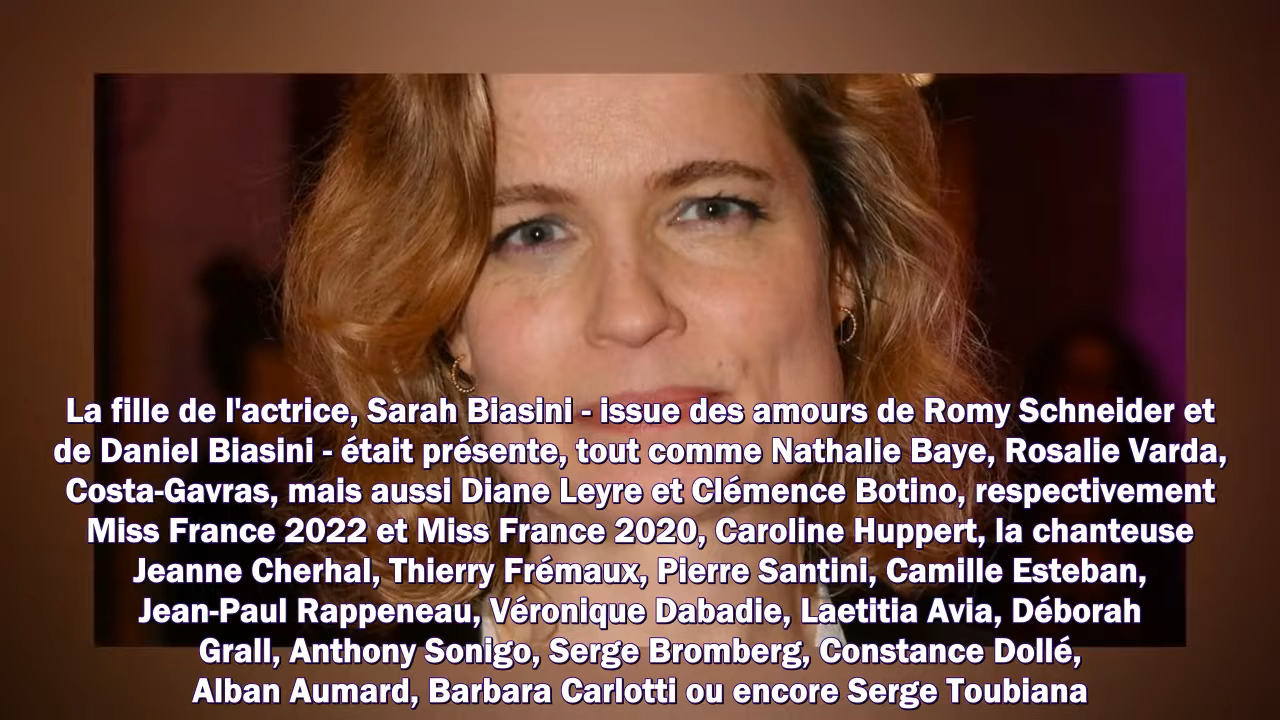 La fille de l'actrice, Sarah Biasini - issue des amours de Romy Schneider et
de Daniel Biasini - était présente, tout comme Nathalie Baye, Rosalie Varda,
Costa-Gavras, mais aussi Diane Leyre et Clémence Botino, respectivement
Miss France 2022 et Miss France 2020, Caroline Huppert, la chanteuse
Jeanne Cherhal, Thierry Frémaux, Pierre Santini, Camille Esteban,
Jean-Paul Rappeneau, Véronique Dabadie, Laetitia Avia, Déborah
Grall, Anthony Sonigo, Serge Bromberg, Constance Dollé,
Alban Aumard, Barbara Carlotti ou encore Serge Toubiana